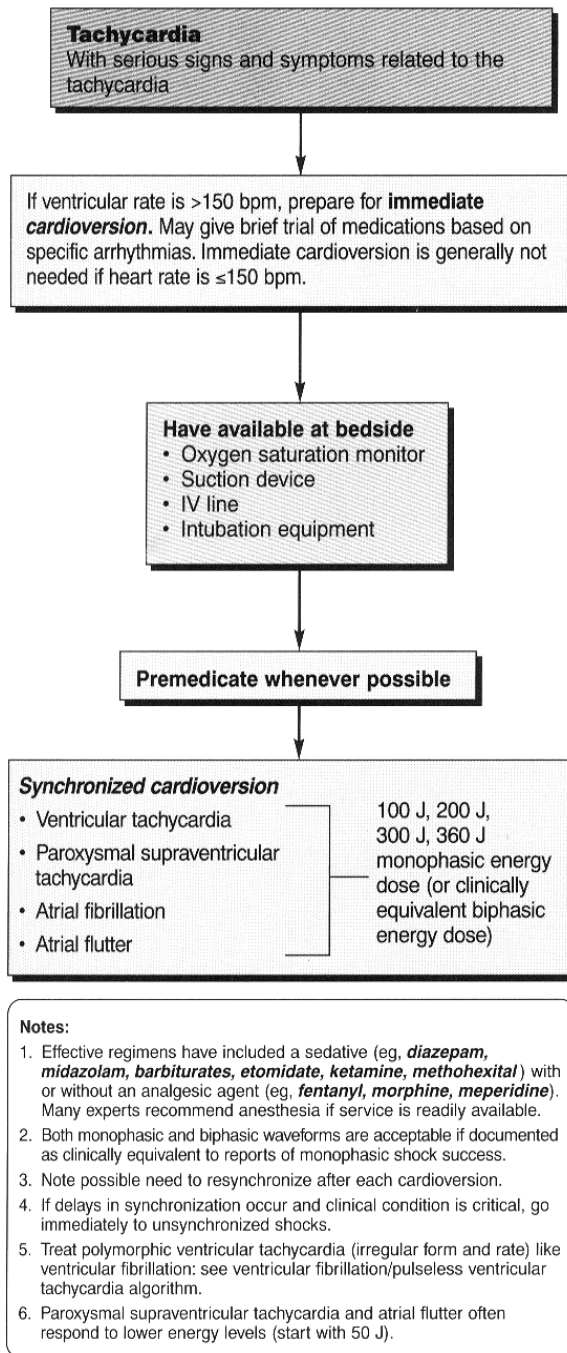 Tachycardia
With serious signs and symptoms related to the
tachycardia
If ventricular rate is >150 bpm, prepare for immediate
cardioversion. May give brief trial of medications based on
specific arrhythmias. Immediate cardioversion is generally not
needed if heart rate is ≤150 bpm.
Have available at bedside
• Oxygen saturation monitor
• Suction device
• IV line
• Intubation equipment
Premedicate whenever possible
Synchronized cardioversion
• Ventricular tachycardia
• Paroxysmal supraventricular
tachycardia
• Atrial fibrillation
• Atrial flutter
100 J, 200 J,
300 J, 360 J
monophasic energy
dose (or clinically
equivalent biphasic
energy dose)
Notes:
1. Effective regimens have included a sedative (eg, diazepam,
midazolam, barbiturates, etomidate, ketamine, methohexital) with
or without an analgesic agent (eg, fentanyl, morphine, meperidine).
Many experts recommend anesthesia if service is readily available.
2. Both monophasic and biphasic waveforms are acceptable if documented
as clinically equivalent to reports of monophasic shock success.
3. Note possible need to resynchronize after each cardioversion.
4. If delays in synchronization occur and clinical condition is critical, go
immediately to unsynchronized shocks.
5. Treat polymorphic ventricular tachycardia (irregular form and rate) like
ventricular fibrillation: see ventricular fibrillation/pulseless ventricular
tachycardia algorithm.
6. Paroxysmal supraventricular tachycardia and atrial flutter often
respond to lower energy levels (start with 50 J).